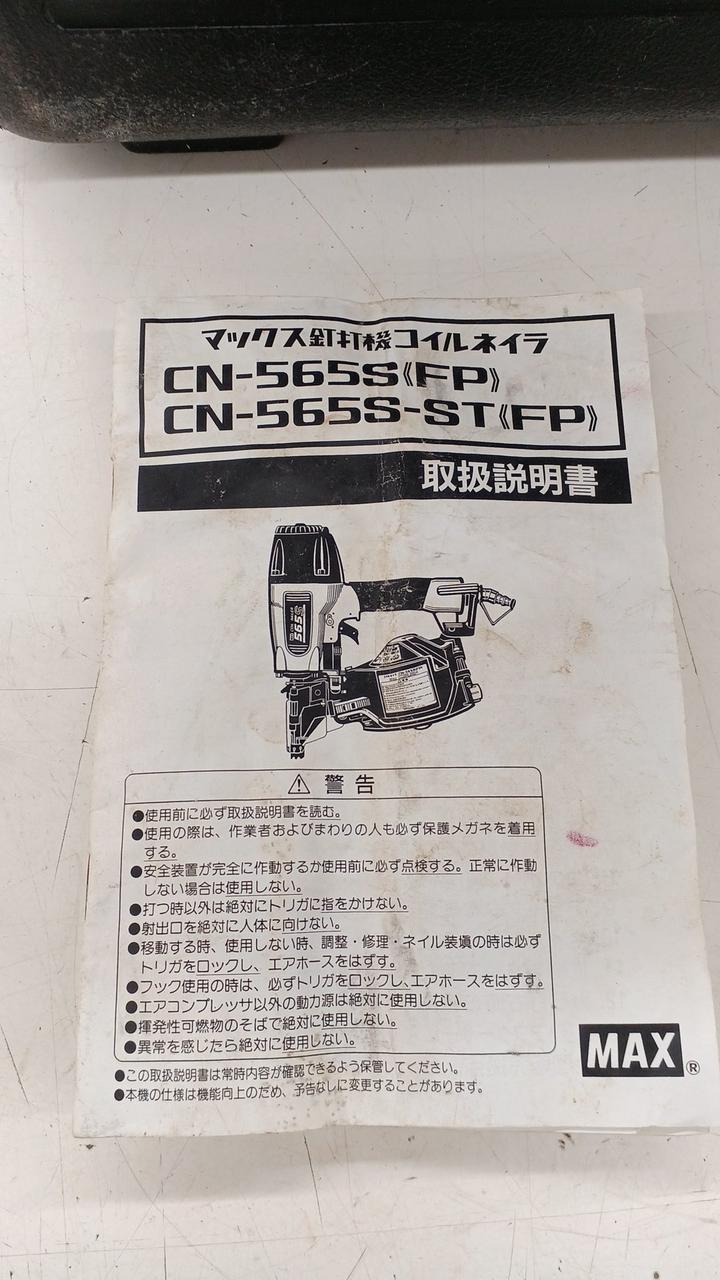 マックス釘打機コイルネイラ
CN-565S《FP》
CN-565S-ST《FP》
取扱説明書
565
⚠ 警告
●使用前に必ず取扱説明書を読む。
●使用の際は、作業者およびまわりの人も必ず保護メガネを着用
する。
●安全装置が完全に作動するか使用前に必ず点検する。正常に作動
しない場合は使用しない。
●打つ時以外は絶対にトリガに指をかけない。
●射出口を絶対に人体に向けない。
●移動する時、使用しない時、調整・修理・ネイル装塡の時は必ず
トリガをロックし、エアホースをはずす。
●フック使用の時は、必ずトリガをロックし、エアホースをはずす。
●エアコンプレッサ以外の動力源は絶対に使用しない。
●揮発性可燃物のそばで絶対に使用しない。
●異常を感じたら絶対に使用しない。
MAX®
●この取扱説明書は常時内容が確認できるよう保管してください。
●本機の仕様は機能向上のため、予告なしに変更することがあります。